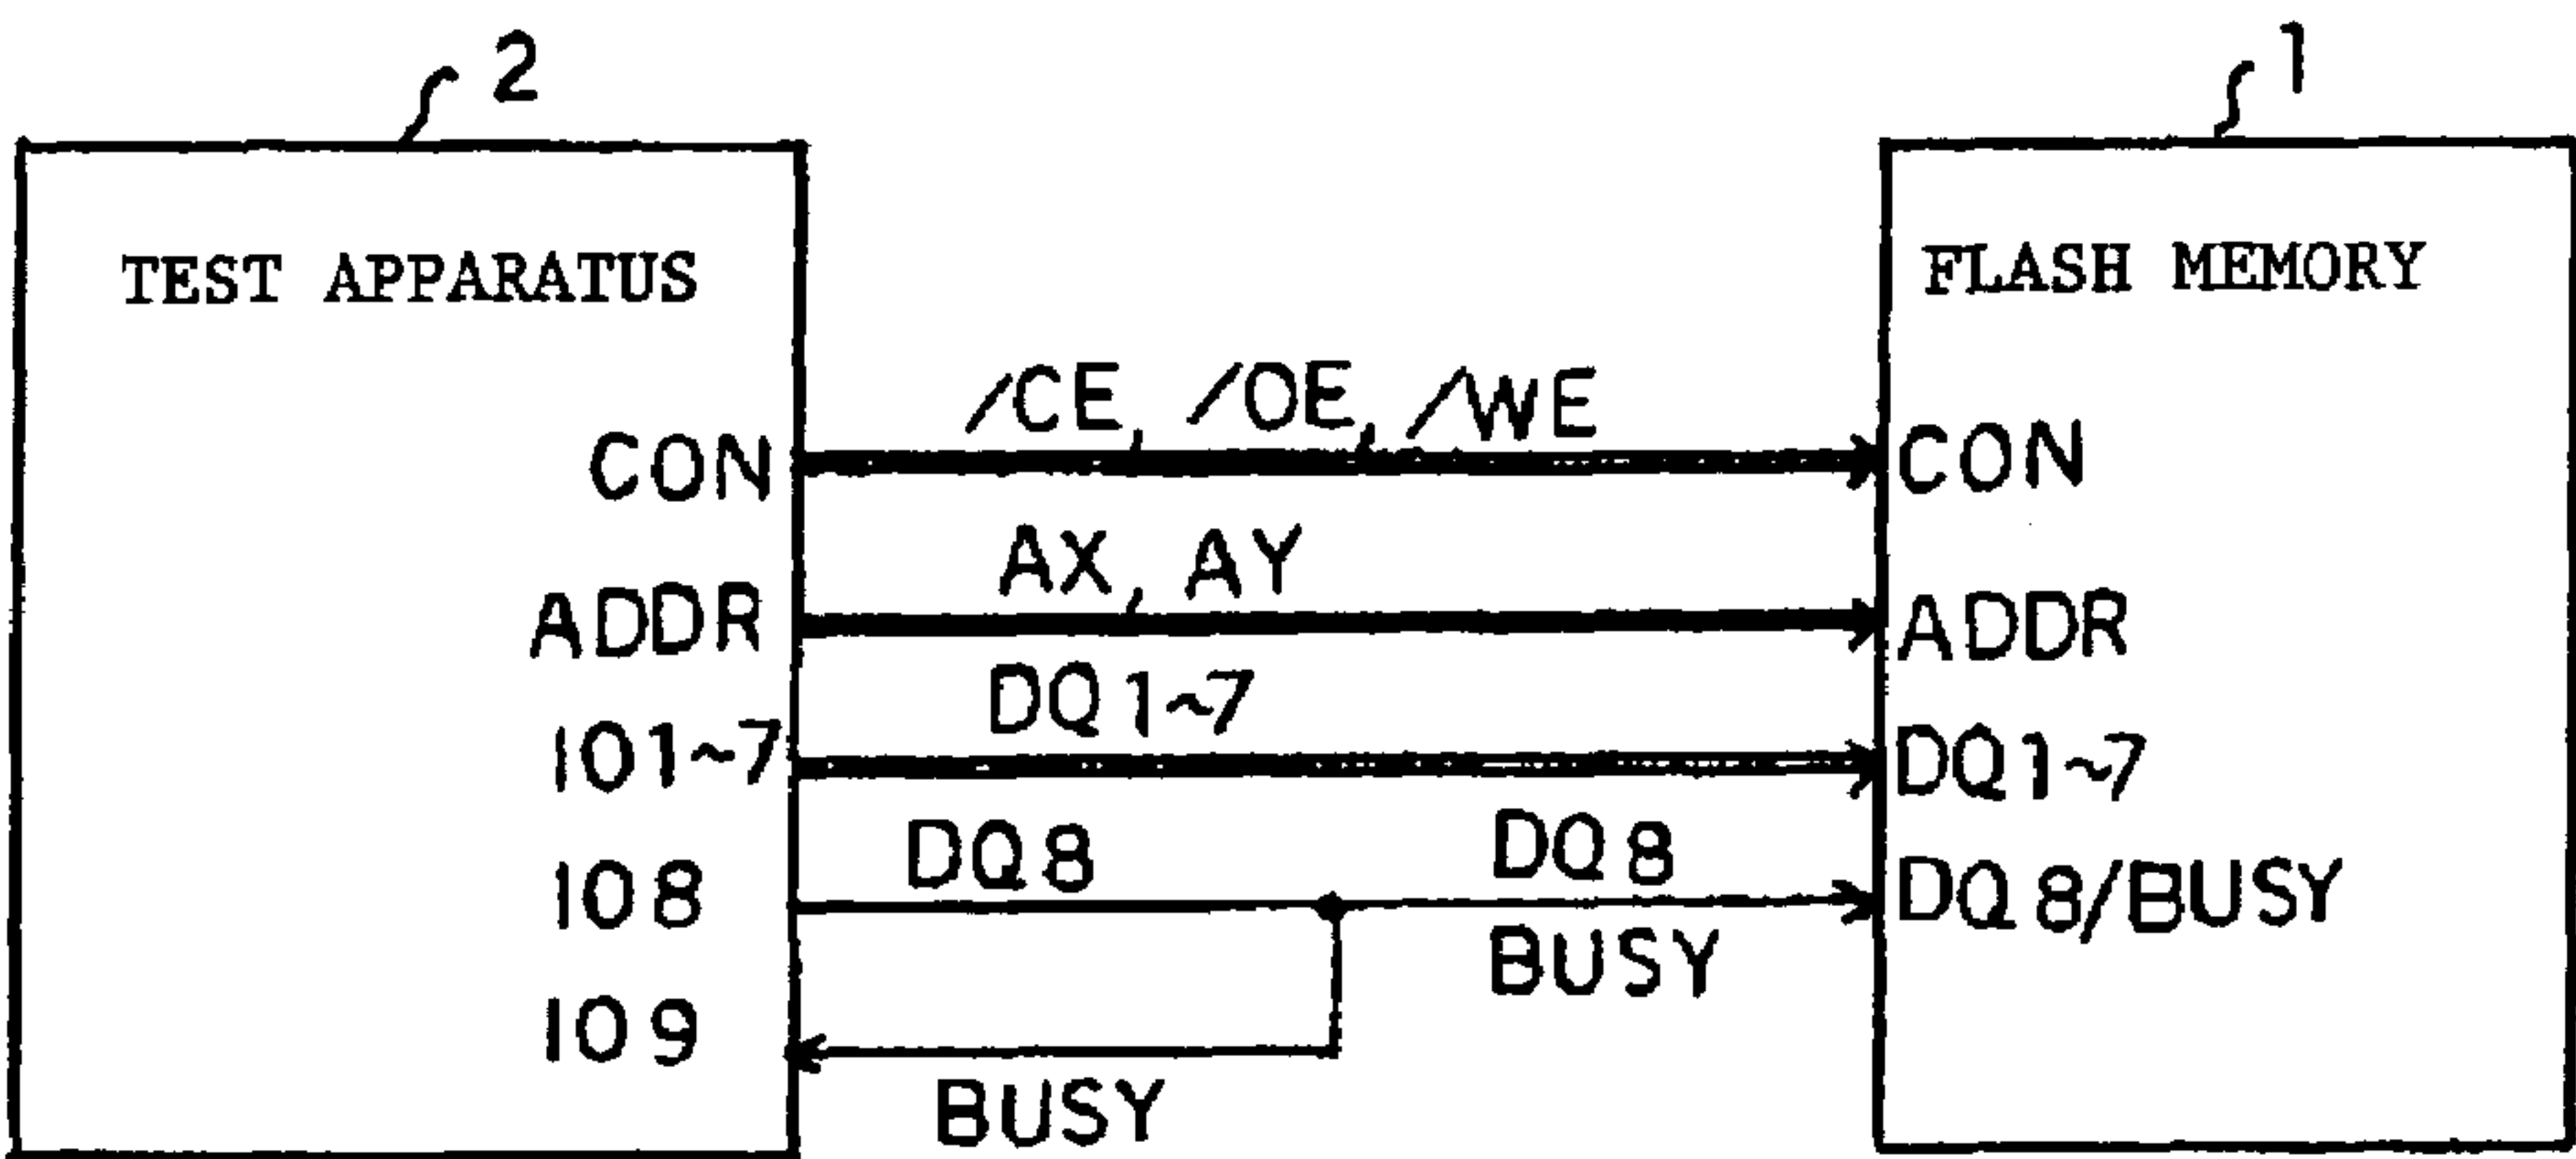 2
1
TEST APPARATUS
FLASH MEMORY
/CE, /OE, /WE
CON
CON
AX, AY
ADDR
ADDR
DQ1~7
IO1~7
DQ1~7
DQ8
DQ8
IO8
DQ8/BUSY
BUSY
IO9
BUSY